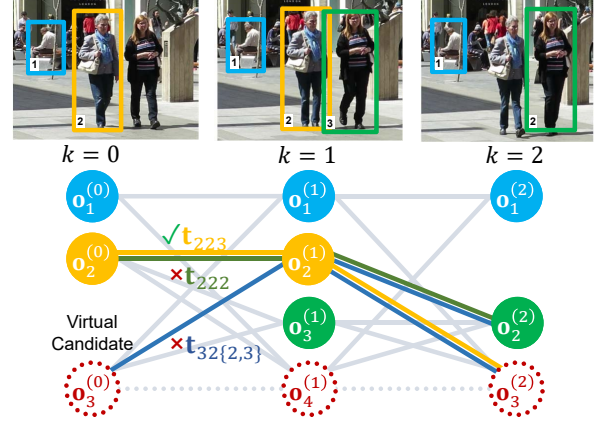 1 2 1 2 3 1 2
k = 0 k = 1 k = 2
o₁⁽⁰⁾ o₁⁽¹⁾ o₁⁽²⁾
✓t₂₂₃
o₂⁽⁰⁾ o₂⁽¹⁾
×t₂₂₂
Virtual
Candidate
o₃⁽¹⁾ o₂⁽²⁾
×t₃₂{₂,₃}
o₃⁽⁰⁾ o₄⁽¹⁾ o₃⁽²⁾